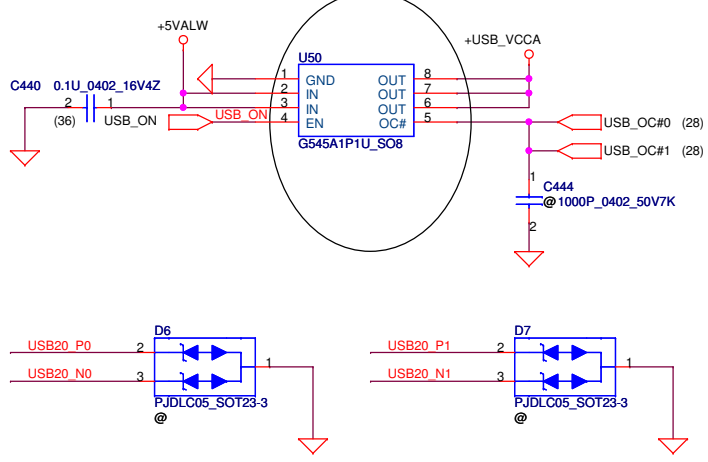 +5VALW
+USB_VCCA
U50
C440 0.1U_0402_16V4Z
1 GND OUT 8
2 IN OUT 7
3 IN OUT 6
4 EN OC# 5
2 1
(36) USB_ON
USB_ON
G545A1P1U_SO8
USB_OC#0 (28)
USB_OC#1 (28)
1
C444
@ 1000P_0402_50V7K
2
D6
USB20_P0 2
1
USB20_N0 3
PJDLC05_SOT23-3
@
D7
USB20_P1 2
1
USB20_N1 3
PJDLC05_SOT23-3
@